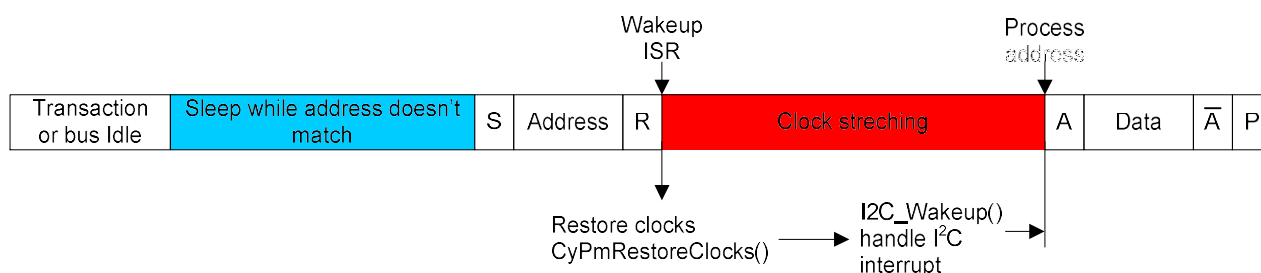 Wakeup
ISR
Process
address
Transaction
or bus Idle
Sleep while address doesn't
match
S
Address
R
Clock streching
A
Data
A̅
P
Restore clocks
CyPmRestoreClocks()
I2C_Wakeup()
handle I²C
interrupt